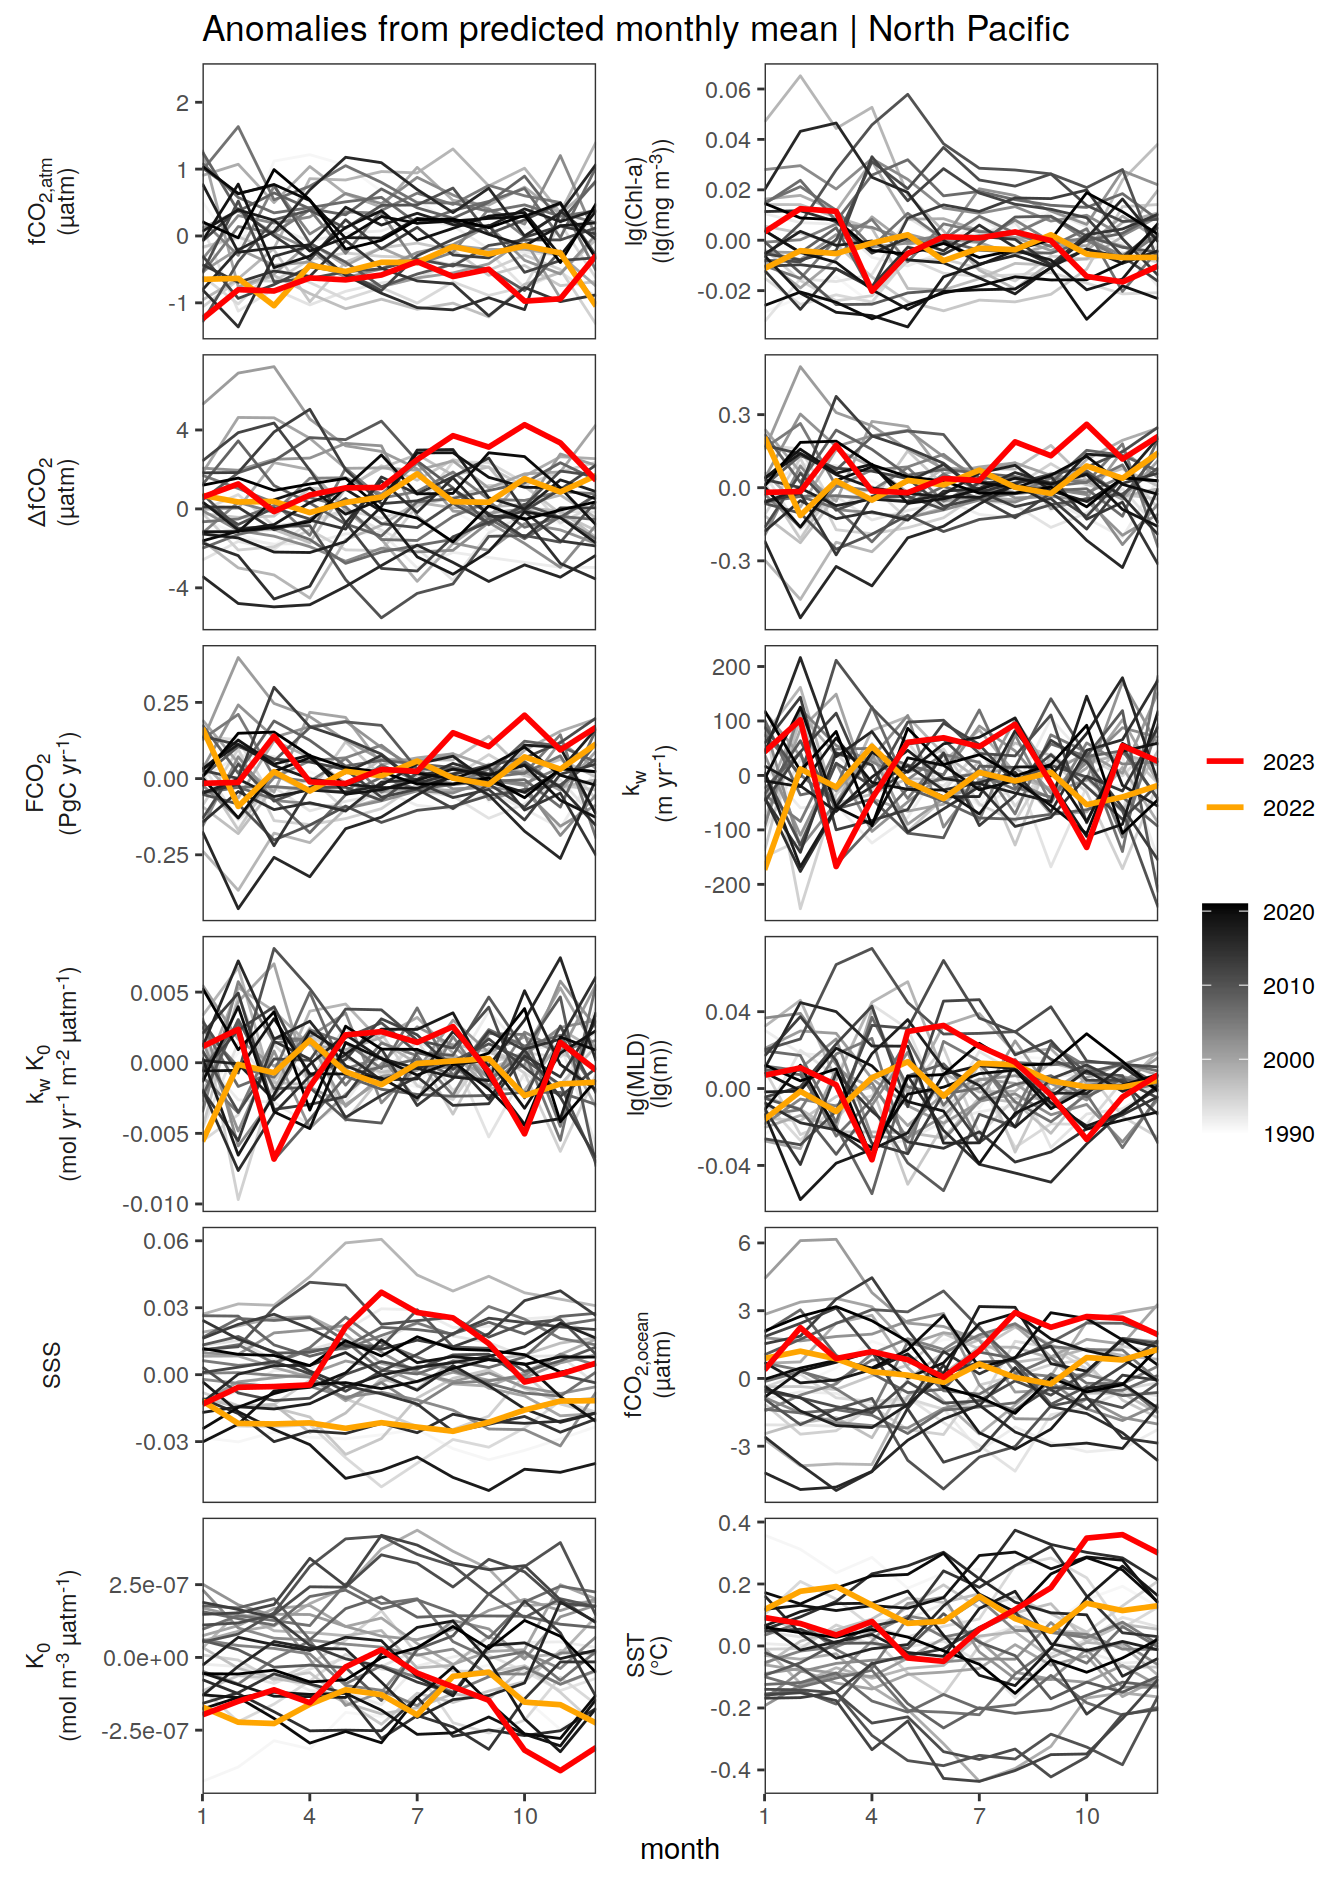 Anomalies from predicted monthly mean | North Pacific
fCO2,atm
(µatm)
2
1
0
-1
lg(Chl-a)
(lg(mg m-3))
0.06
0.04
0.02
0.00
-0.02
ΔfCO2
(µatm)
4
0
-4
0.3
0.0
-0.3
FCO2
(PgC yr-1)
0.25
0.00
-0.25
kw
(m yr-1)
200
100
0
-100
-200
kw K0
(mol yr-1 m-2 µatm-1)
0.005
0.000
-0.005
-0.010
lg(MLD)
(lg(m))
0.04
0.00
-0.04
SSS
0.06
0.03
0.00
-0.03
fCO2,ocean
(µatm)
6
3
0
-3
K0
(mol m-3 µatm-1)
2.5e-07
0.0e+00
-2.5e-07
SST
(°C)
0.4
0.2
0.0
-0.2
-0.4
1 4 7 10
1 4 7 10
month
2023
2022
2020
2010
2000
1990